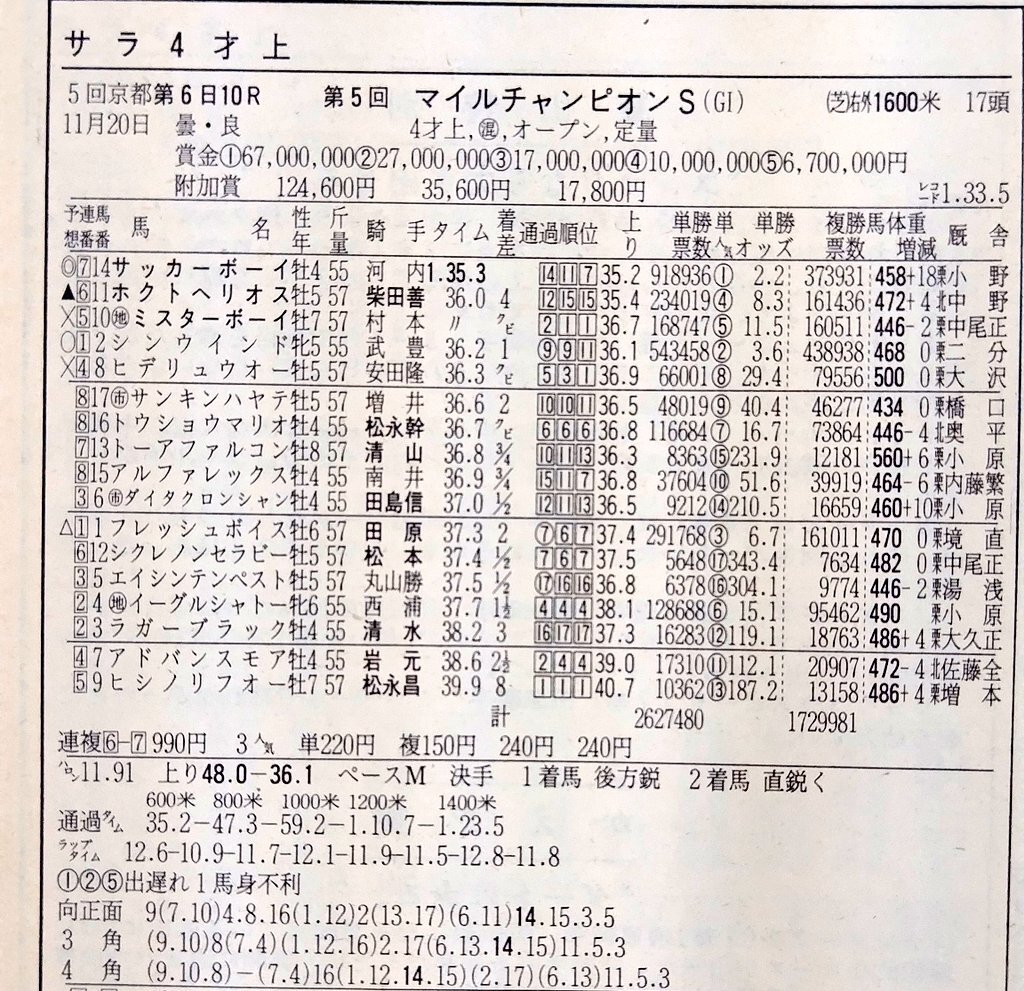 サラ4才上
5回京都第6日10R 第5回 マイルチャンピオンS(GI) (芝)右外1600米 17頭
11月20日 曇・良 4才上,㊭,オープン,定量
賞金①67,000,000②27,000,000③17,000,000④10,000,000⑤6,700,000円
附加賞 124,600円 35,600円 17,800円 レコード1.33.5
予想 連番 馬番 馬名 性年 斤量 騎手 タイム 着差 通過順位 上り 単勝票数 単人気 単勝オッズ 複勝票数 馬体重増減 厩舎
◎714サッカーボーイ牡4 55 河内1.35.3 14 11 7 35.2 918936① 2.2 373931 458+18栗小野
▲611ホクトヘリオス牡5 57 柴田善 36.0 4 12 15 15 35.4 234019④ 8.3 161436 472+4北中野
×510㊞ミスターボーイ牡7 57 村本 〃 クビ 2 1 1 36.7 168747⑤ 11.5 160511 446-2栗中尾正
○12シンウインド牝5 55 武豊 36.2 1 9 9 11 36.1 543458② 3.6 438938 468 0栗二分
×48ヒデリュウオー牡5 57 安田隆 36.3 クビ 5 3 1 36.9 66001⑧ 29.4 79556 500 0栗大沢
817㊕サンキンハヤテ牡5 57 増井 36.6 2 10 10 11 36.5 48019⑨ 40.4 46277 434 0栗橋口
816トウショウマリオ牡4 55 松永幹 36.7 クビ 6 6 6 36.8 116684⑦ 16.7 73864 446-4北奥平
713トーアファルコン牡8 57 清山 36.8 ¾ 10 11 13 36.3 8363⑮231.9 12181 560+6栗小原
815アルファレックス牡4 55 南井 36.9 ¾ 15 11 7 36.8 37604⑩ 51.6 39919 464-6栗内藤繁
36㊕ダイタクロンシャン牡4 55 田島信 37.0 ½ 12 11 13 36.5 9212⑭210.5 16659 460+10栗小原
△11フレッシュボイス牡6 57 田原 37.3 2 7 6 7 37.4 291768③ 6.7 161011 470 0栗境直
612シクレノンセラビー牡5 57 松本 37.4 ½ 7 6 7 37.5 5648⑰343.4 7634 482 0栗中尾正
35エイシンテンペスト牡5 57 丸山勝 37.5 ½ 17 16 16 36.8 6378⑯304.1 9774 446-2栗湯浅
24㊞イーグルシャトー牝6 55 西浦 37.7 1½ 4 4 4 38.1 128688⑥ 15.1 95462 490 栗小原
23ラガーブラック牡4 55 清水 38.2 3 16 17 17 37.3 16283⑫119.1 18763 486+4栗大久正
47アドバンスモア牡4 55 岩元 38.6 2½ 2 4 4 39.0 17310⑪112.1 20907 472-4北佐藤全
59ヒシノリフオー牡7 57 松永昌 39.9 8 1 1 1 40.7 10362⑬187.2 13158 486+4栗増本
計 2627480 1729981
連複6-7 990円 3人気 単220円 複150円 240円 240円
ハロン11.91 上り48.0-36.1 ペースM 決手 1着馬 後方鋭 2着馬 直鋭く
600米 800米 1000米 1200米 1400米
通過タイム 35.2-47.3-59.2-1.10.7-1.23.5
ラップタイム 12.6-10.9-11.7-12.1-11.9-11.5-12.8-11.8
①②⑤出遅れ1馬身不利
向正面 9(7.10)4.8.16(1.12)2(13.17)(6.11)14.15.3.5
3角 (9.10)8(7.4)(1.12.16)2.17(6.13.14.15)11.5.3
4角 (9.10.8)-(7.4)16(1.12.14.15)(2.17)(6.13)11.5.3